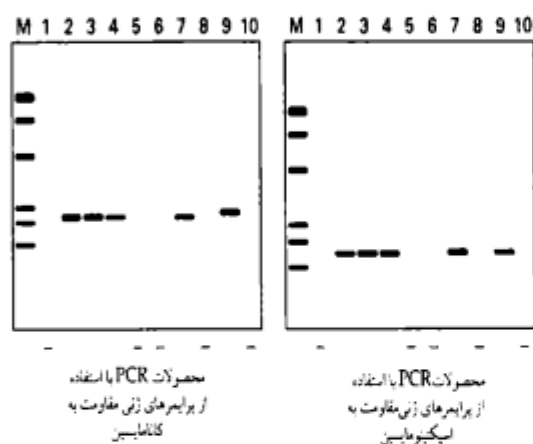 M 1 2 3 4 5 6 7 8 9 10
M 1 2 3 4 5 6 7 8 9 10
محصولات PCR با استفاده
از پرایمرهای ژنی مقاومت به
کانامایسین
محصولات PCR با استفاده
از پرایمرهای ژنی مقاومت به
اسپکتینومایسین